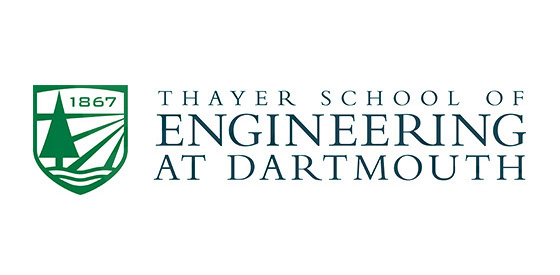 1867
THAYER SCHOOL OF
ENGINEERING
AT DARTMOUTH